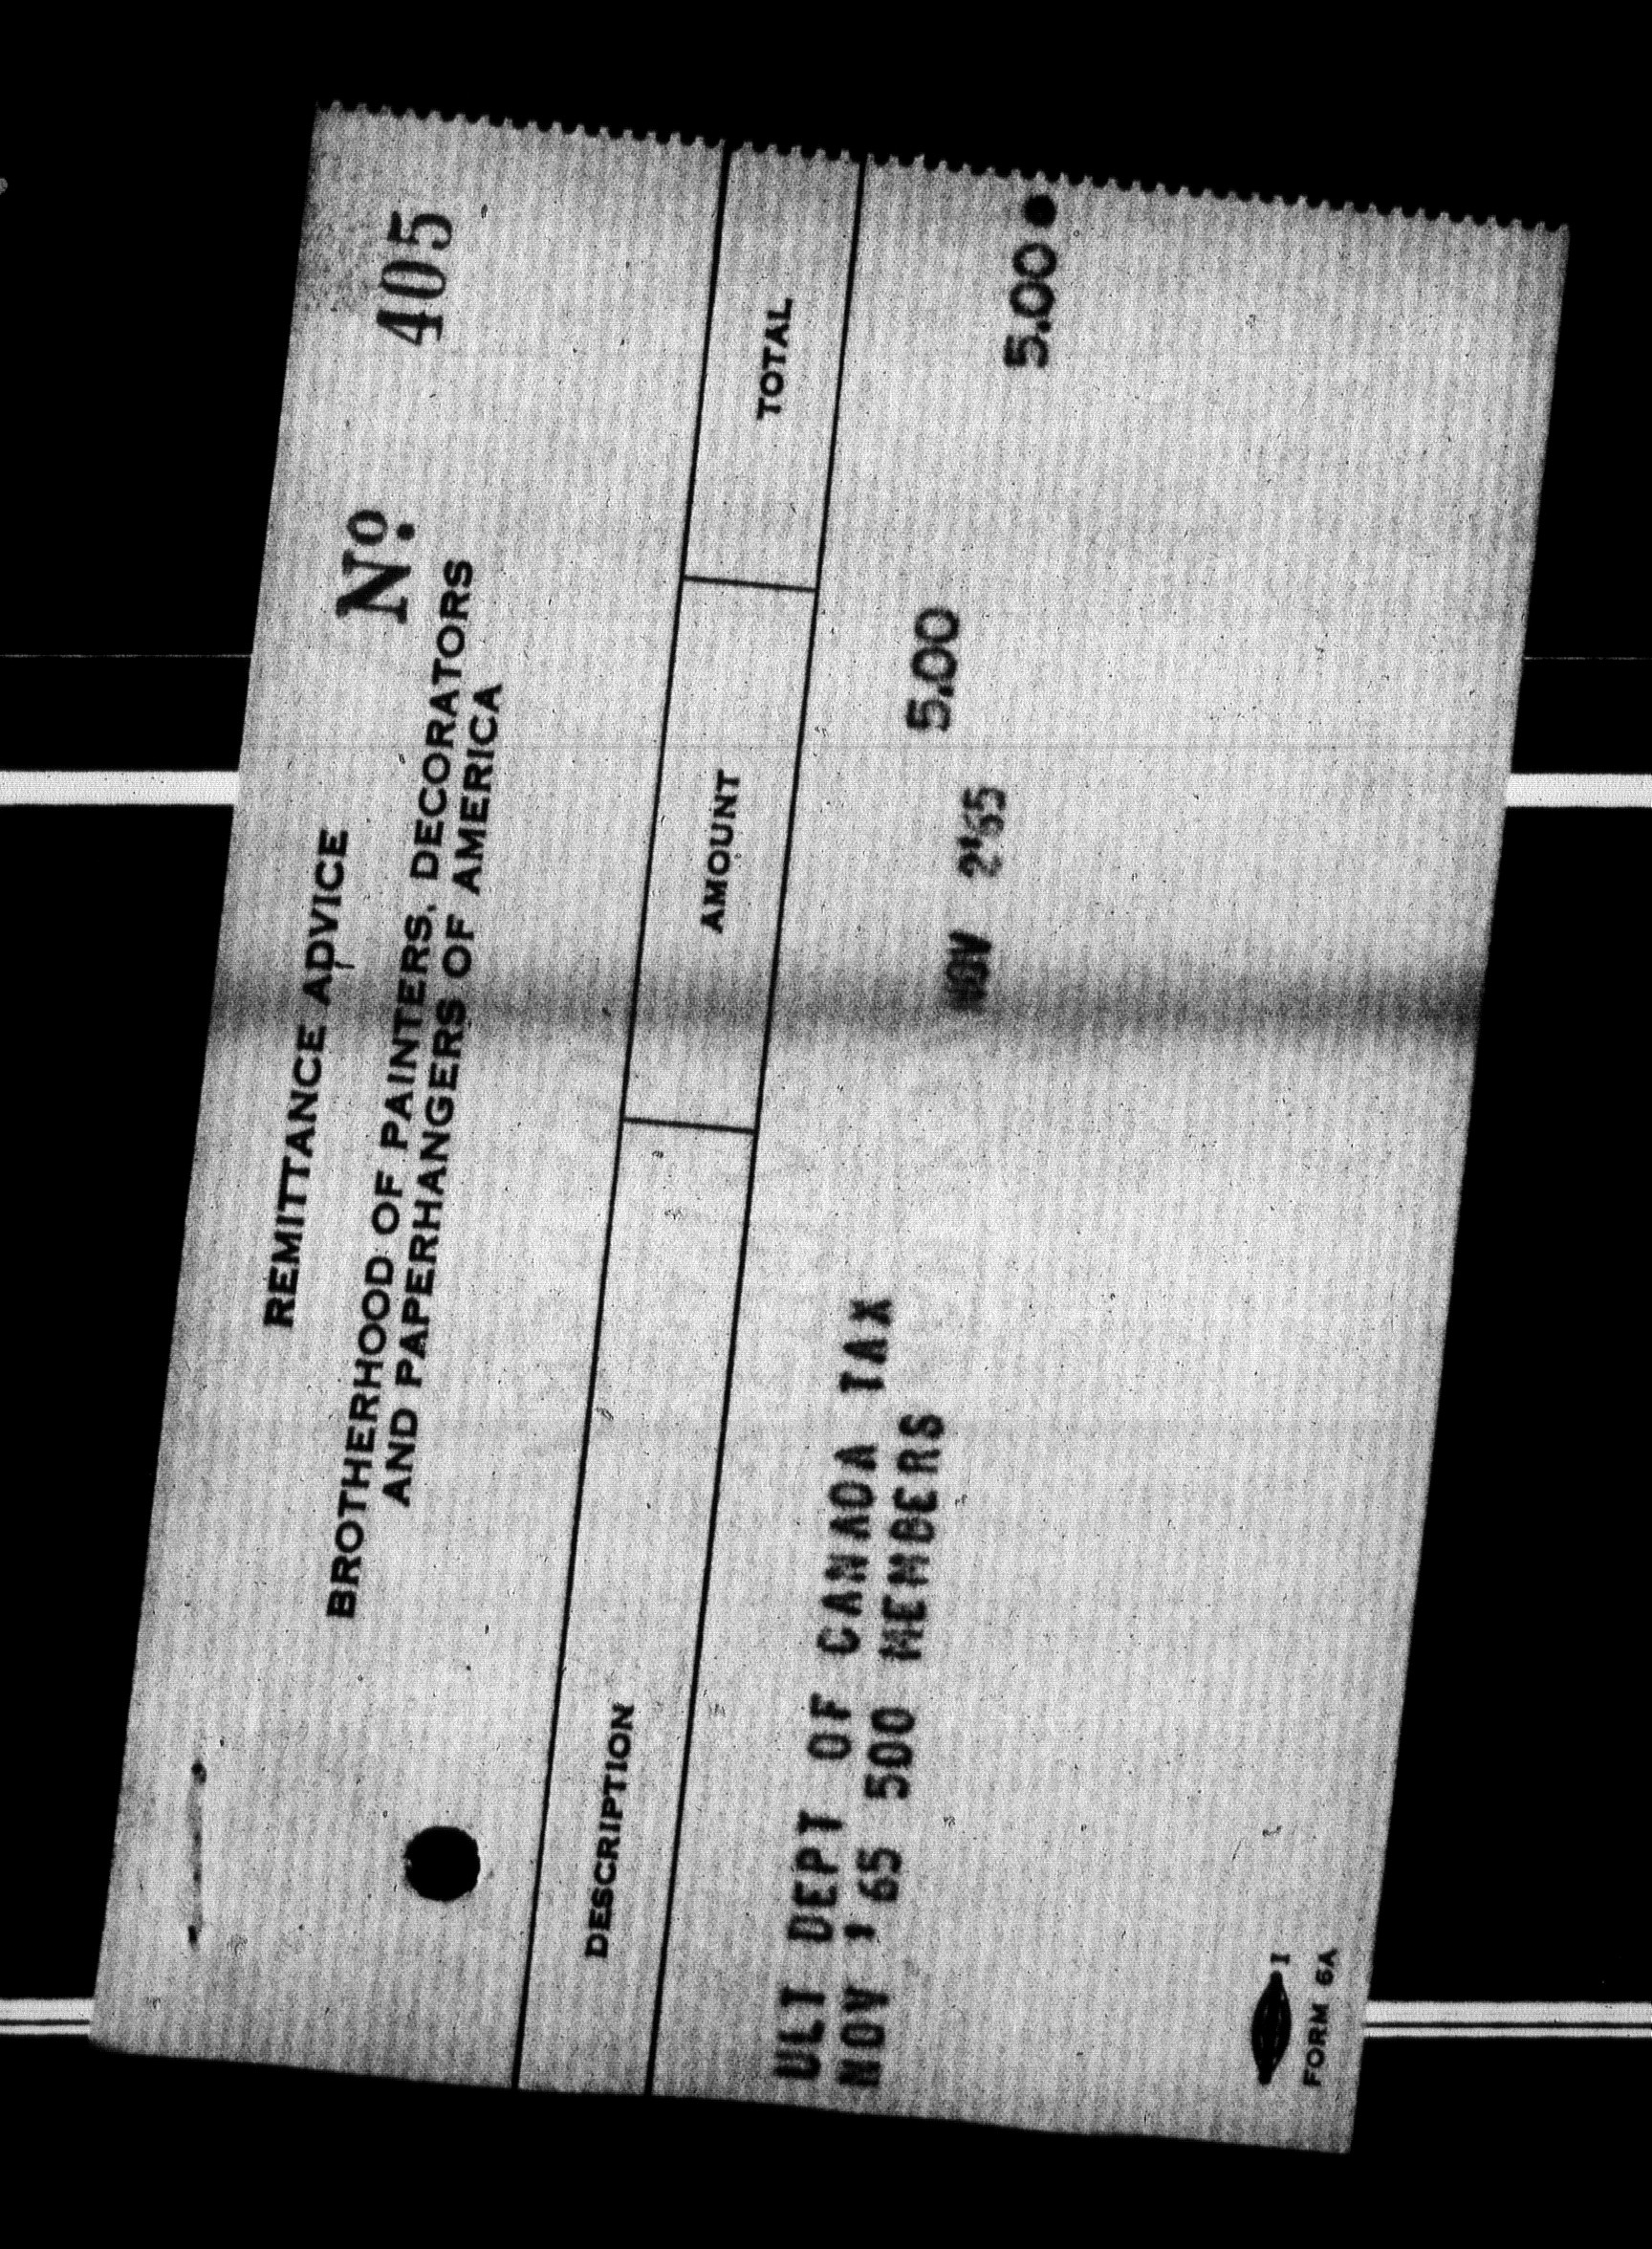 REMITTANCE ADVICE
No. 405
BROTHERHOOD OF PAINTERS, DECORATORS
AND PAPERHANGERS OF AMERICA
DESCRIPTION AMOUNT TOTAL
ULT DEPT OF CANADA TAX
NOV '65 500 MEMBERS 5.00
NOV 2'65
5.00
FORM 6A